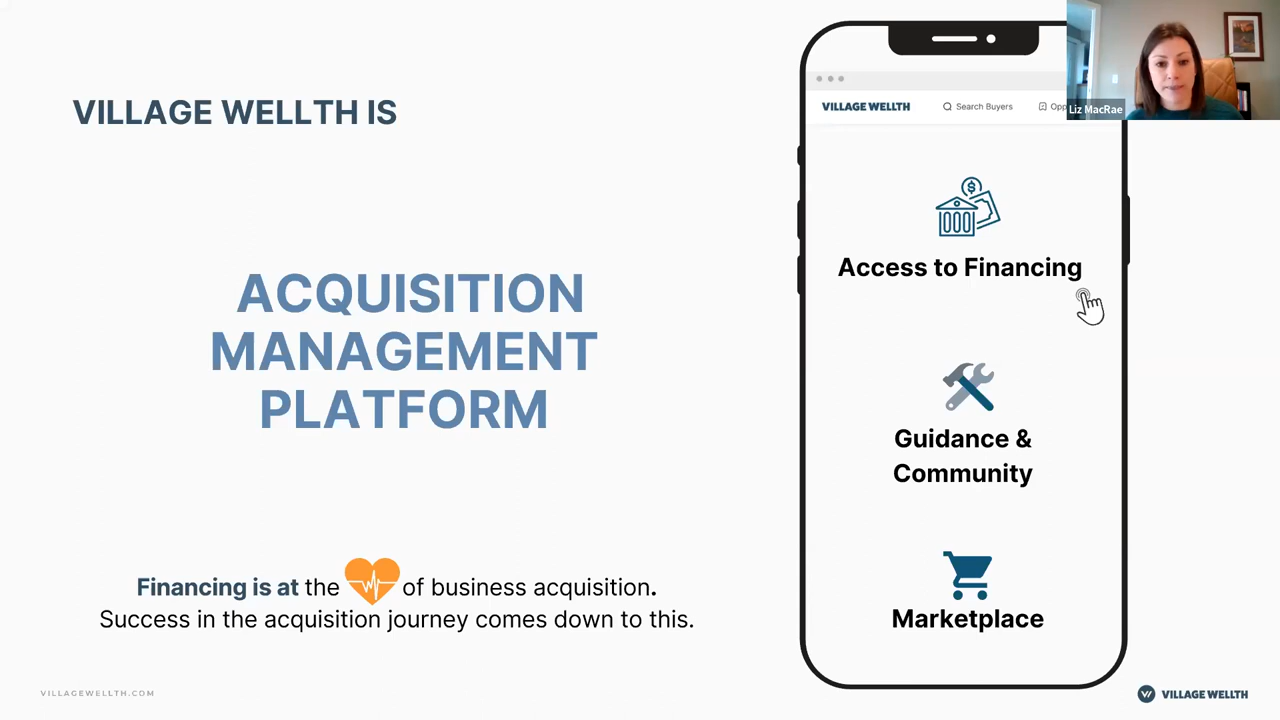 VILLAGE WELLTH IS
ACQUISITION
MANAGEMENT
PLATFORM
Financing is at the of business acquisition.
Success in the acquisition journey comes down to this.
VILLAGEWELLTH.COM
VILLAGE WELLTH
Search Buyers
Opp
Liz MacRae
$
Access to Financing
Guidance &
Community
Marketplace
W VILLAGE WELLTH